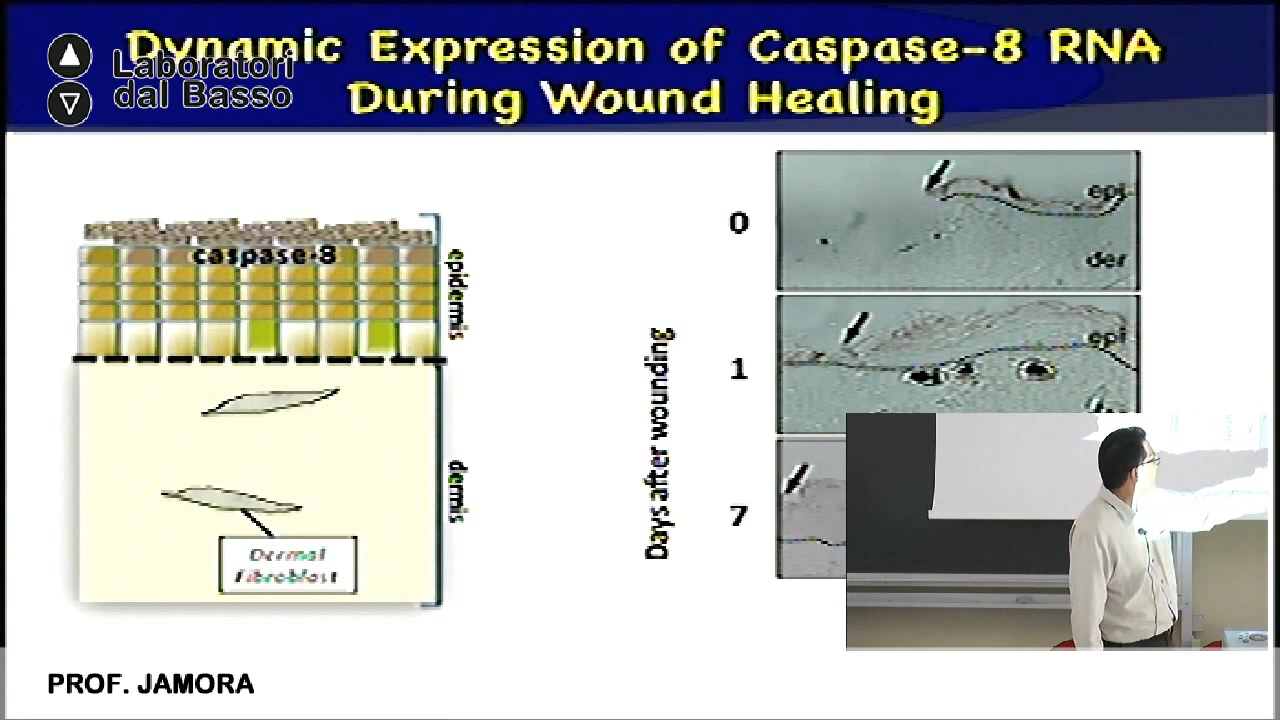 Dynamic Expression of Caspase-8 RNA
During Wound Healing
Laboratori
dal Basso
caspase-8
epidermis
dermis
Dermal
Fibroblast
Days after wounding
0
epi
der
1
epi
7
PROF. JAMORA